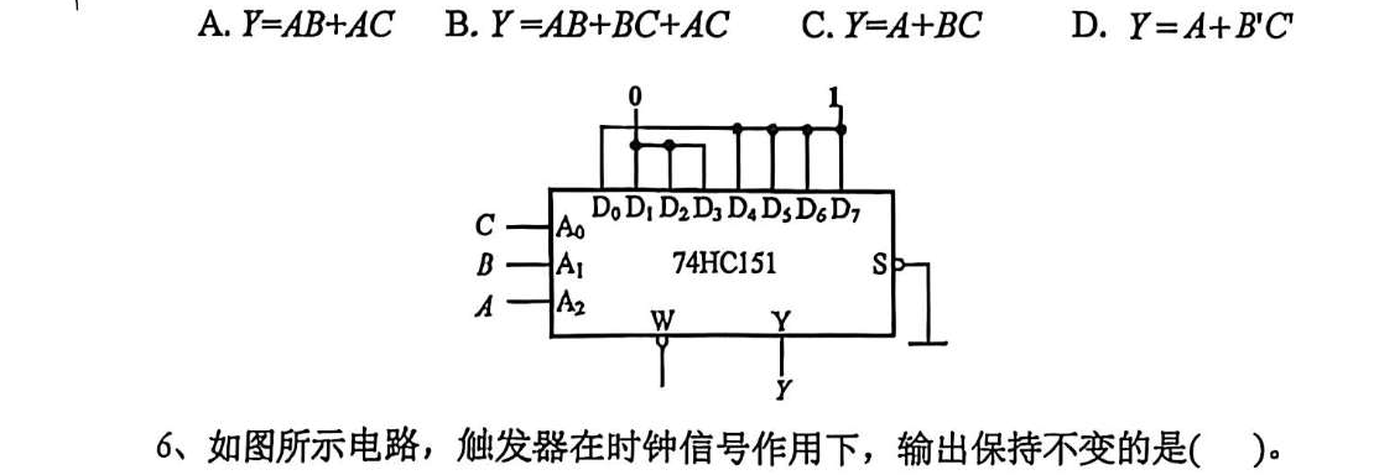 A. Y=AB+AC B. Y=AB+BC+AC C. Y=A+BC D. Y=A+B'C'
0 1
D₀ D₁ D₂ D₃ D₄ D₅ D₆ D₇
C A₀
B A₁ 74HC151 S
A A₂
W Y
Y
6、如图所示电路，触发器在时钟信号作用下，输出保持不变的是( )。